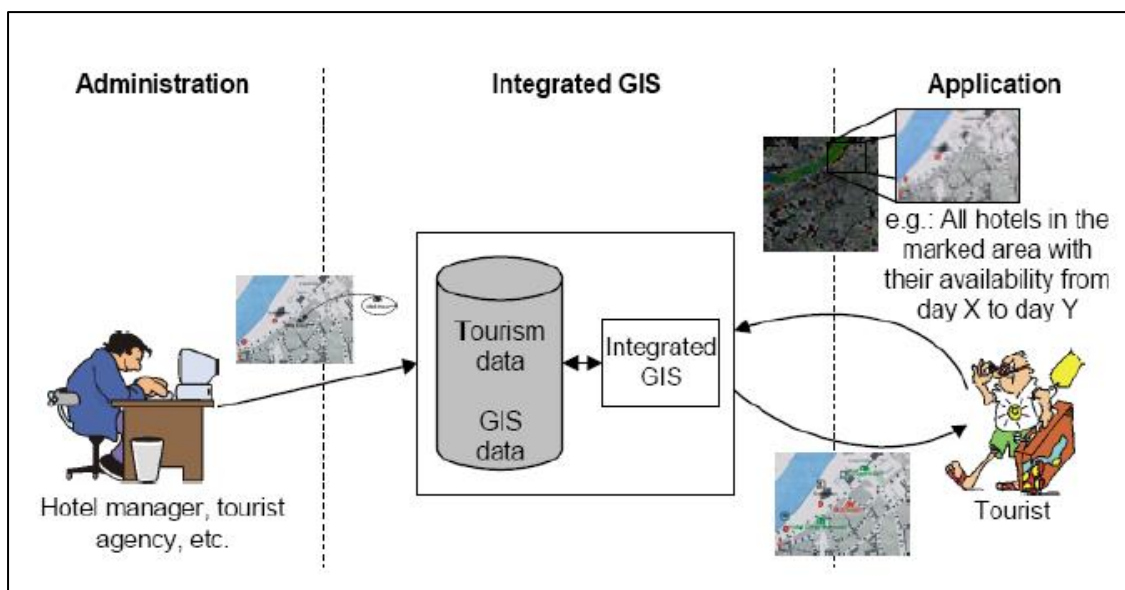 Administration
Integrated GIS
Application
e.g.: All hotels in the
marked area with
their availability from
day X to day Y
Tourism
data
GIS
data
Integrated
GIS
Hotel manager, tourist
agency, etc.
Tourist